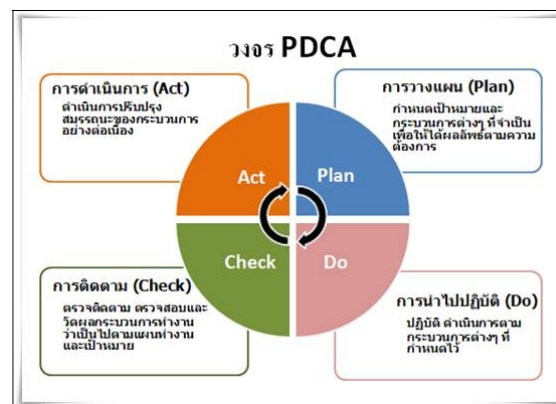 วงจร PDCA
การดำเนินการ (Act)
ดำเนินการปรับปรุง
สมรรถนะของกระบวนการ
อย่างต่อเนื่อง
การวางแผน (Plan)
กำหนดเป้าหมายและ
กระบวนการต่างๆ ที่จำเป็น
เพื่อให้ได้ผลลัพธ์ตามความ
ต้องการ
Act
Plan
Check
Do
การติดตาม (Check)
ตรวจติดตาม ตรวจสอบและ
วัดผลกระบวนการทำงาน
ว่าเป็นไปตามแผนทำงาน
และเป้าหมาย
การนำไปปฏิบัติ (Do)
ปฏิบัติ ดำเนินการตาม
กระบวนการต่างๆ ที่
กำหนดไว้